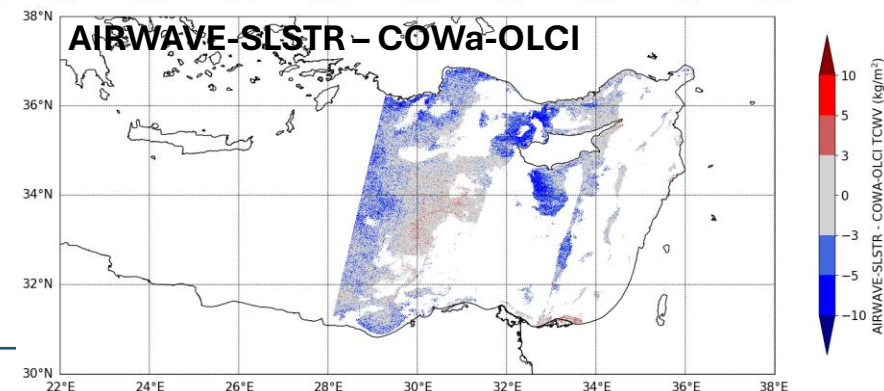 AIRWAVE-SLSTR – COWa-OLCI
38°N
36°N
34°N
32°N
30°N
22°E 24°E 26°E 28°E 30°E 32°E 34°E 36°E 38°E
10
5
3
0
−3
−5
−10
AIRWAVE-SLSTR - COWA-OLCI TCWV (kg/m²)